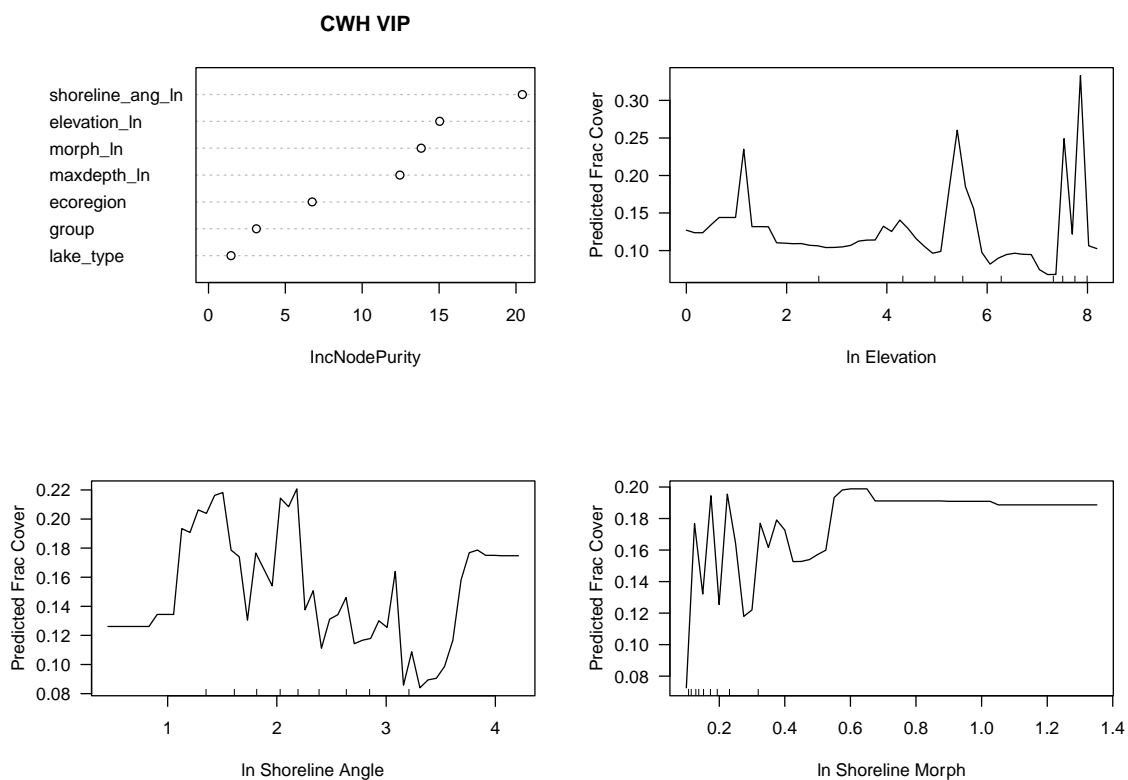 CWH VIP
shoreline_ang_ln
elevation_ln
morph_ln
maxdepth_ln
ecoregion
group
lake_type
0 5 10 15 20
IncNodePurity
Predicted Frac Cover
0.30
0.25
0.20
0.15
0.10
0 2 4 6 8
ln Elevation
Predicted Frac Cover
0.22
0.20
0.18
0.16
0.14
0.12
0.10
0.08
1 2 3 4
ln Shoreline Angle
Predicted Frac Cover
0.20
0.18
0.16
0.14
0.12
0.10
0.08
0.2 0.4 0.6 0.8 1.0 1.2 1.4
ln Shoreline Morph